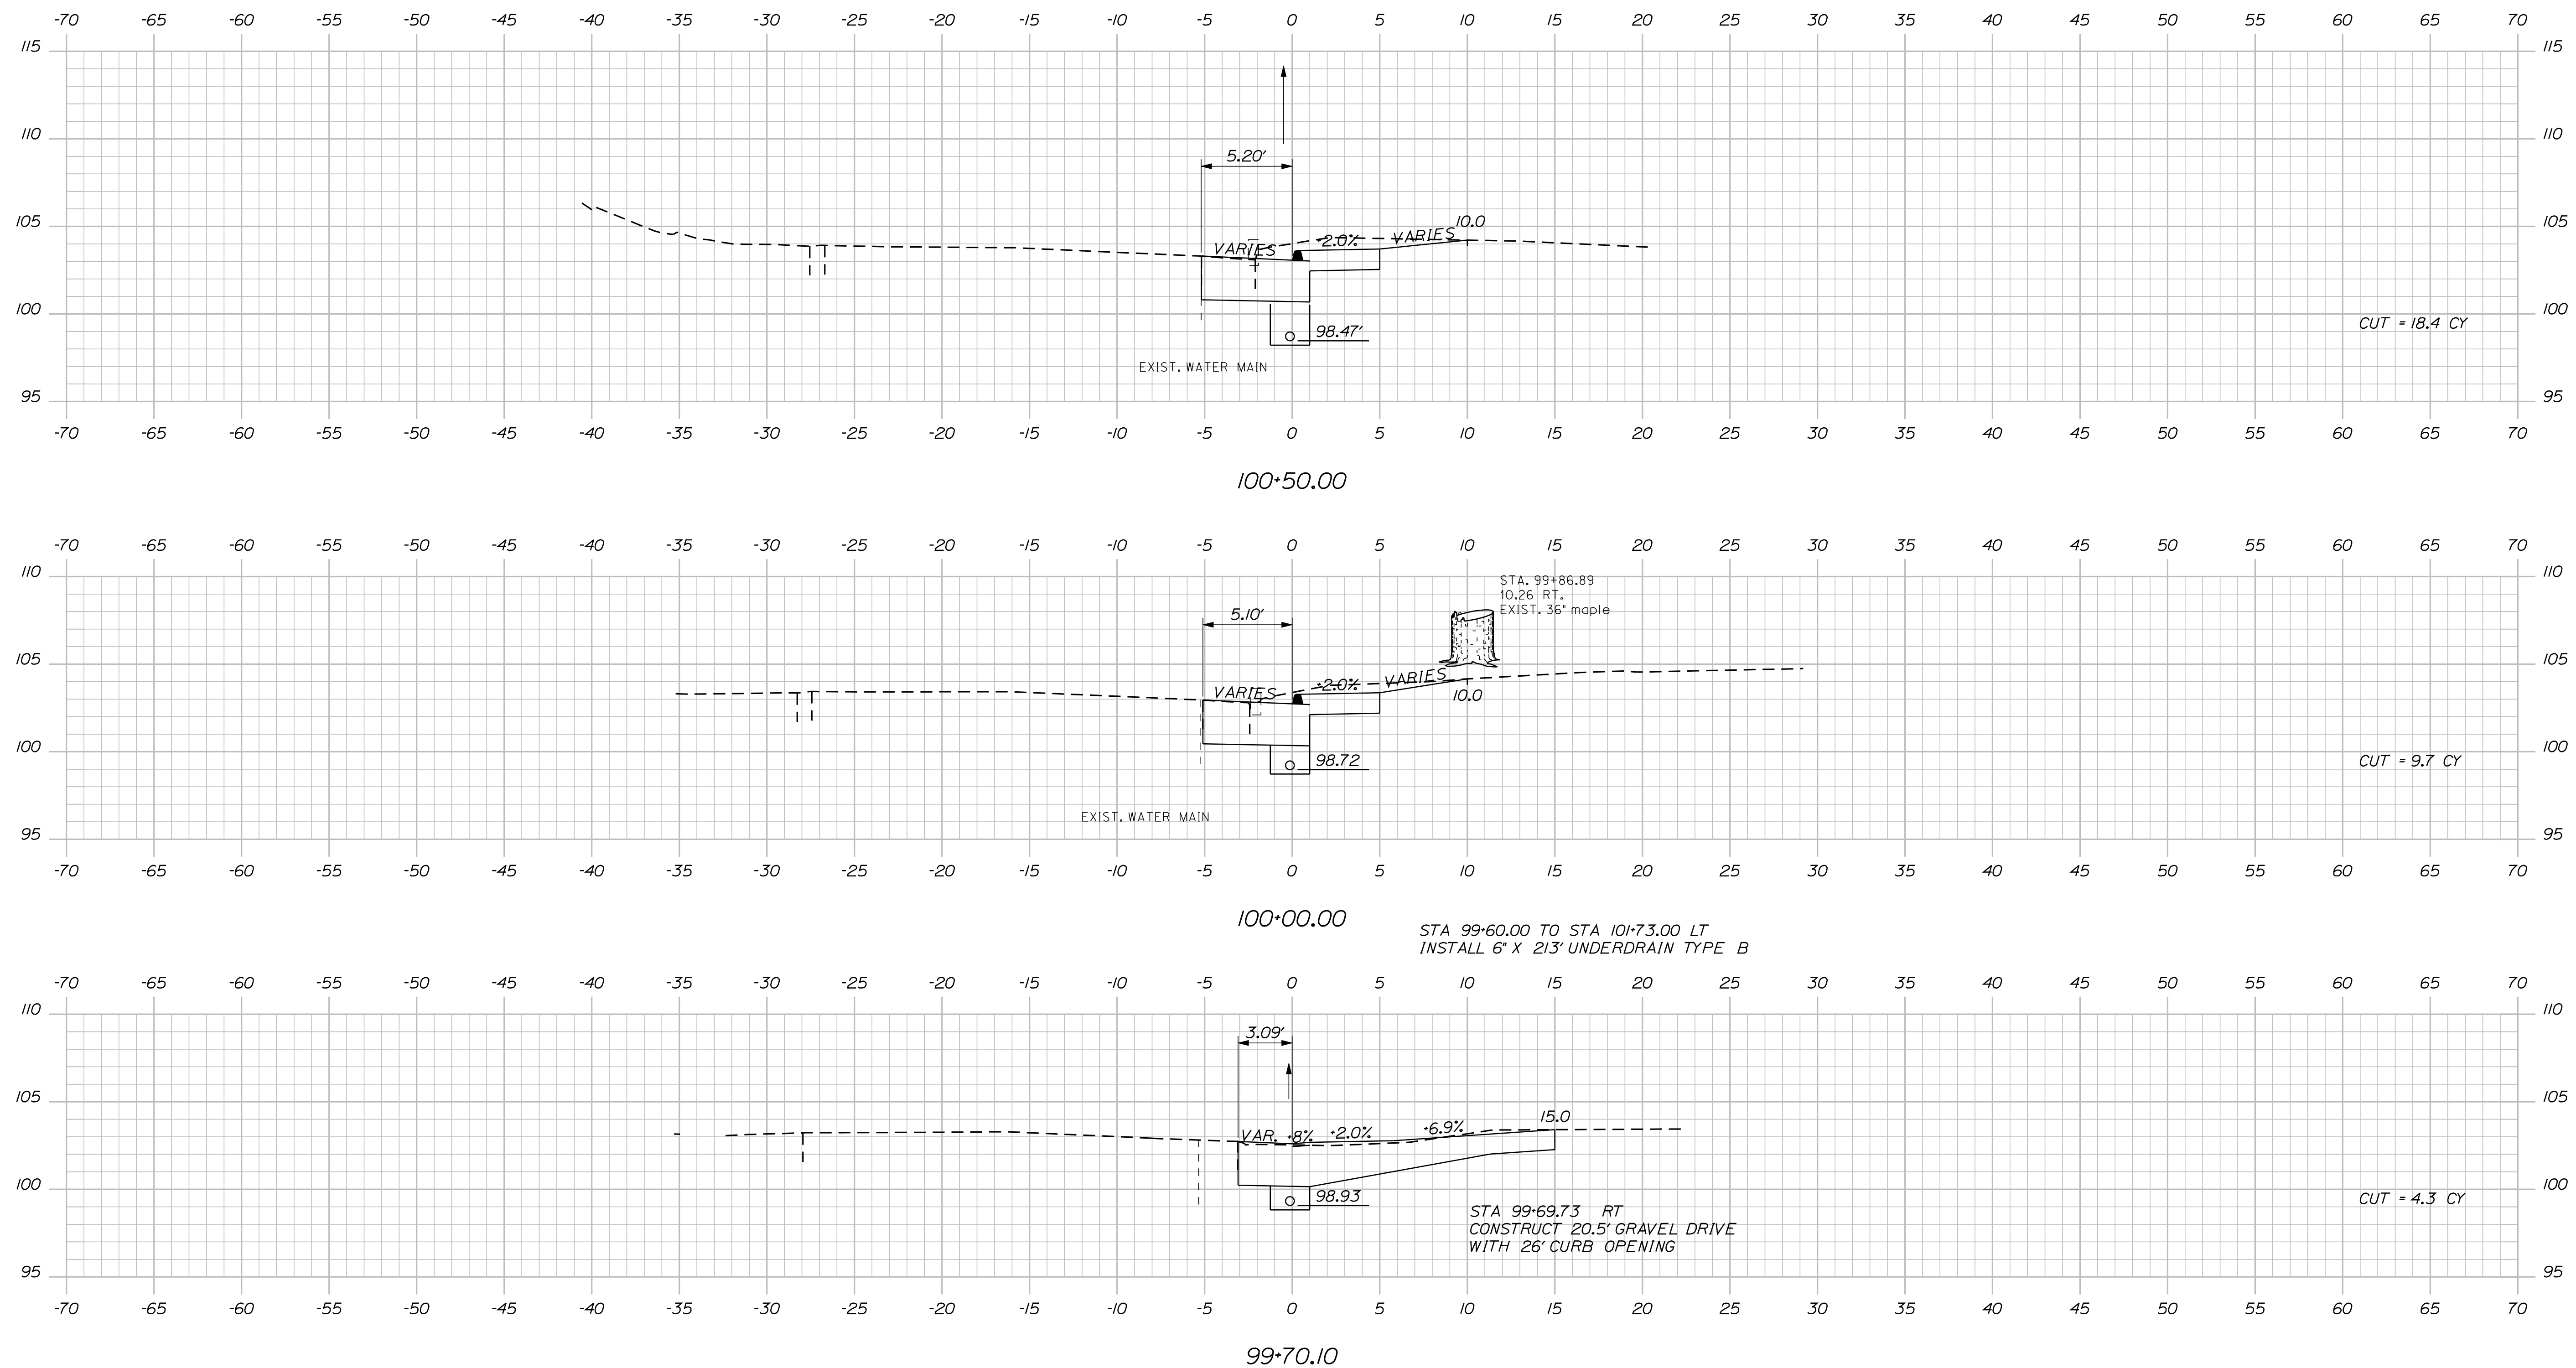 -70 -65 -60 -55 -50 -45 -40 -35 -30 -25 -20 -15 -10 -5 0 5 10 15 20 25 30 35 40 45 50 55 60 65 70
115 115
110 110
5.20'
105 VARIES +2.0% VARIES 10.0 105
100 100
98.47' CUT = 18.4 CY
EXIST. WATER MAIN
95 95
-70 -65 -60 -55 -50 -45 -40 -35 -30 -25 -20 -15 -10 -5 0 5 10 15 20 25 30 35 40 45 50 55 60 65 70
100+50.00
-70 -65 -60 -55 -50 -45 -40 -35 -30 -25 -20 -15 -10 -5 0 5 10 15 20 25 30 35 40 45 50 55 60 65 70
110 110
STA. 99+86.89
10.26 RT.
EXIST. 36" maple
5.10'
105 105
VARIES +2.0% VARIES
10.0
100 100
98.72 CUT = 9.7 CY
EXIST. WATER MAIN
95 95
-70 -65 -60 -55 -50 -45 -40 -35 -30 -25 -20 -15 -10 -5 0 5 10 15 20 25 30 35 40 45 50 55 60 65 70
100+00.00
STA 99+60.00 TO STA 101+73.00 LT
INSTALL 6" X 213' UNDERDRAIN TYPE B
-70 -65 -60 -55 -50 -45 -40 -35 -30 -25 -20 -15 -10 -5 0 5 10 15 20 25 30 35 40 45 50 55 60 65 70
110 110
3.09'
105 105
15.0
VAR. +8% +2.0% +6.9%
100 100
98.93 CUT = 4.3 CY
STA 99+69.73 RT
CONSTRUCT 20.5' GRAVEL DRIVE
WITH 26' CURB OPENING
95 95
-70 -65 -60 -55 -50 -45 -40 -35 -30 -25 -20 -15 -10 -5 0 5 10 15 20 25 30 35 40 45 50 55 60 65 70
99+70.10